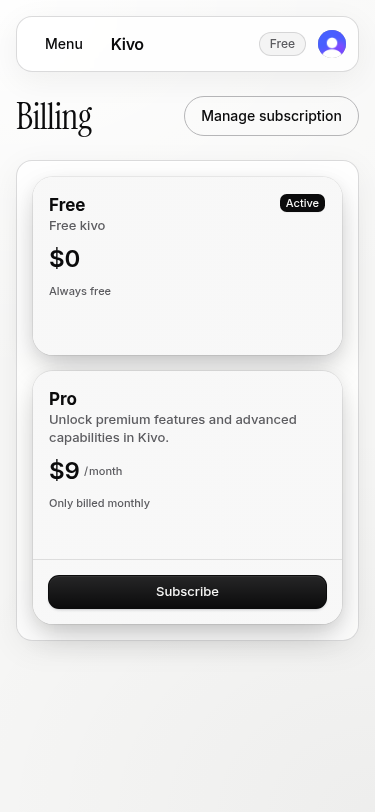 Menu Kivo Free
Billing Manage subscription
Free Active
Free kivo
$0
Always free
Pro
Unlock premium features and advanced
capabilities in Kivo.
$9 /month
Only billed monthly
Subscribe